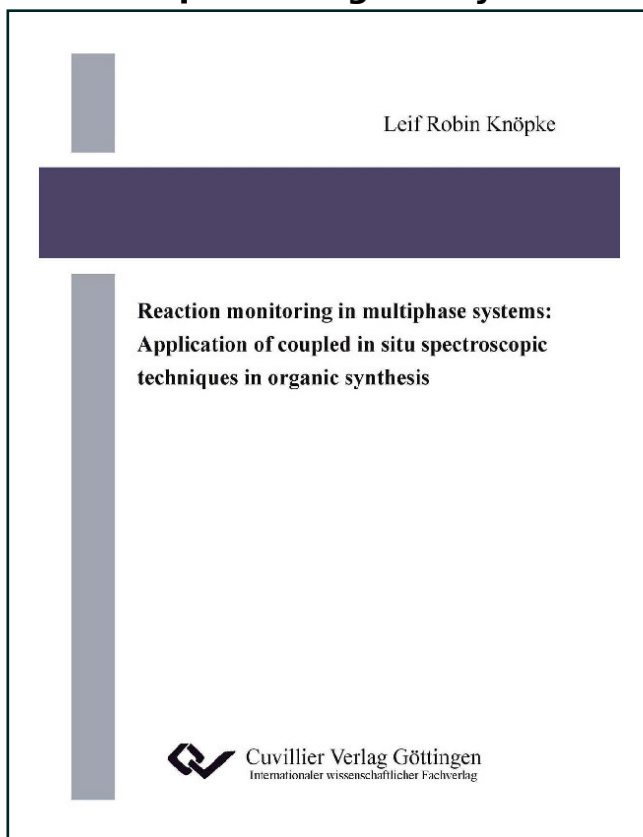 Leif Robin Knöpke
Reaction monitoring in multiphase systems:
Application of coupled in situ spectroscopic
techniques in organic synthesis
Cuvillier Verlag Göttingen
Internationaler wissenschaftlicher Fachverlag